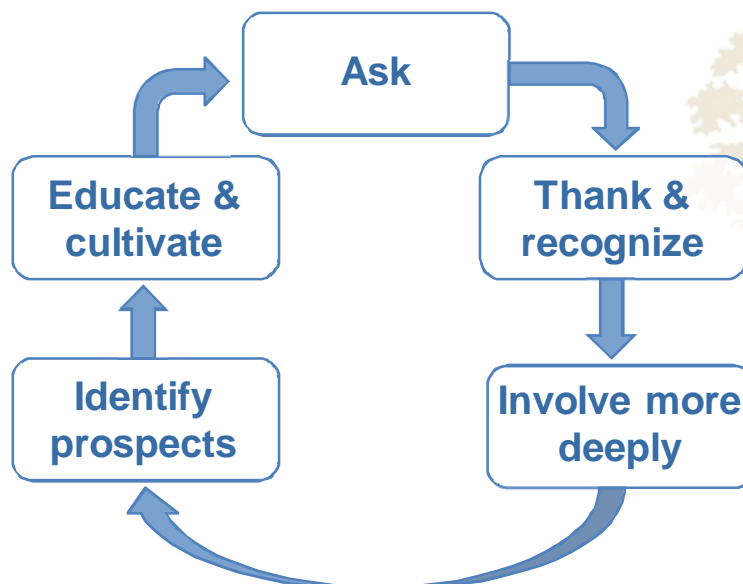 Ask
Educate &
cultivate
Thank &
recognize
Identify
prospects
Involve more
deeply